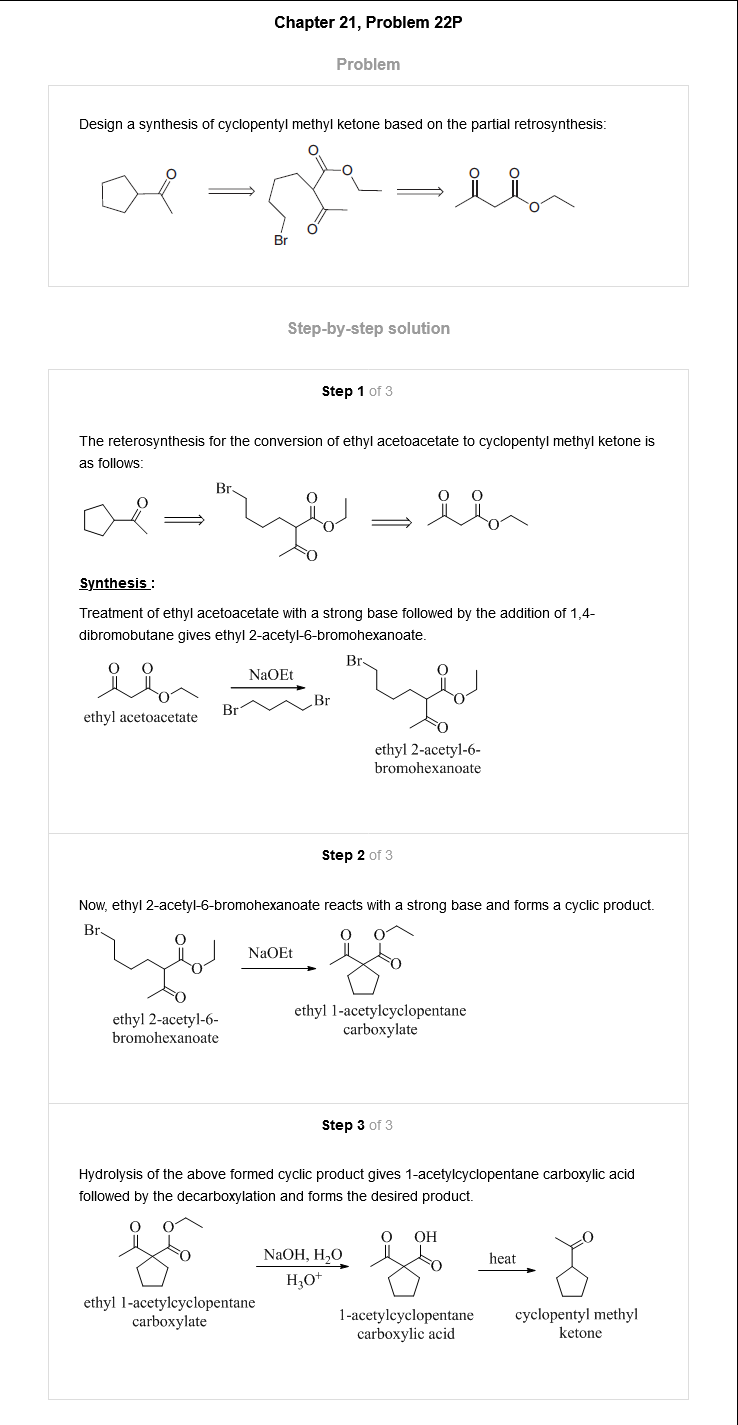 Chapter 21, Problem 22P
Problem
Design a synthesis of cyclopentyl methyl ketone based on the partial retrosynthesis:
O
O
O
O
Br
O O
O
Step-by-step solution
Step 1 of 3
The reterosynthesis for the conversion of ethyl acetoacetate to cyclopentyl methyl ketone is
as follows:
O
Br
O
O
O
O O
O
Synthesis :
Treatment of ethyl acetoacetate with a strong base followed by the addition of 1,4-
dibromobutane gives ethyl 2-acetyl-6-bromohexanoate.
O O
O
ethyl acetoacetate
NaOEt
Br Br
Br
O
O
O
ethyl 2-acetyl-6-
bromohexanoate
Step 2 of 3
Now, ethyl 2-acetyl-6-bromohexanoate reacts with a strong base and forms a cyclic product.
Br
O
O
O
ethyl 2-acetyl-6-
bromohexanoate
NaOEt
O O
O
ethyl 1-acetylcyclopentane
carboxylate
Step 3 of 3
Hydrolysis of the above formed cyclic product gives 1-acetylcyclopentane carboxylic acid
followed by the decarboxylation and forms the desired product.
O O
O
ethyl 1-acetylcyclopentane
carboxylate
NaOH, H₂O
H₃O⁺
O OH
O
1-acetylcyclopentane
carboxylic acid
heat
O
cyclopentyl methyl
ketone